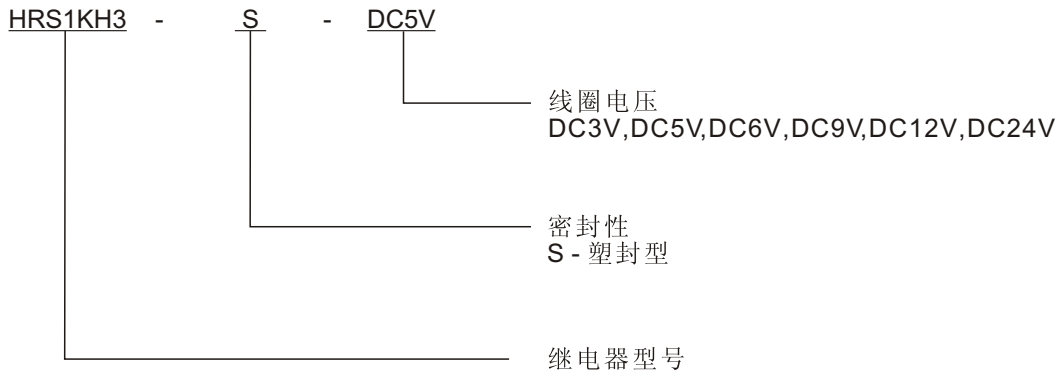 HRS1KH3 - S - DC5V
线圈电压
DC3V,DC5V,DC6V,DC9V,DC12V,DC24V
密封性
S - 塑封型
继电器型号